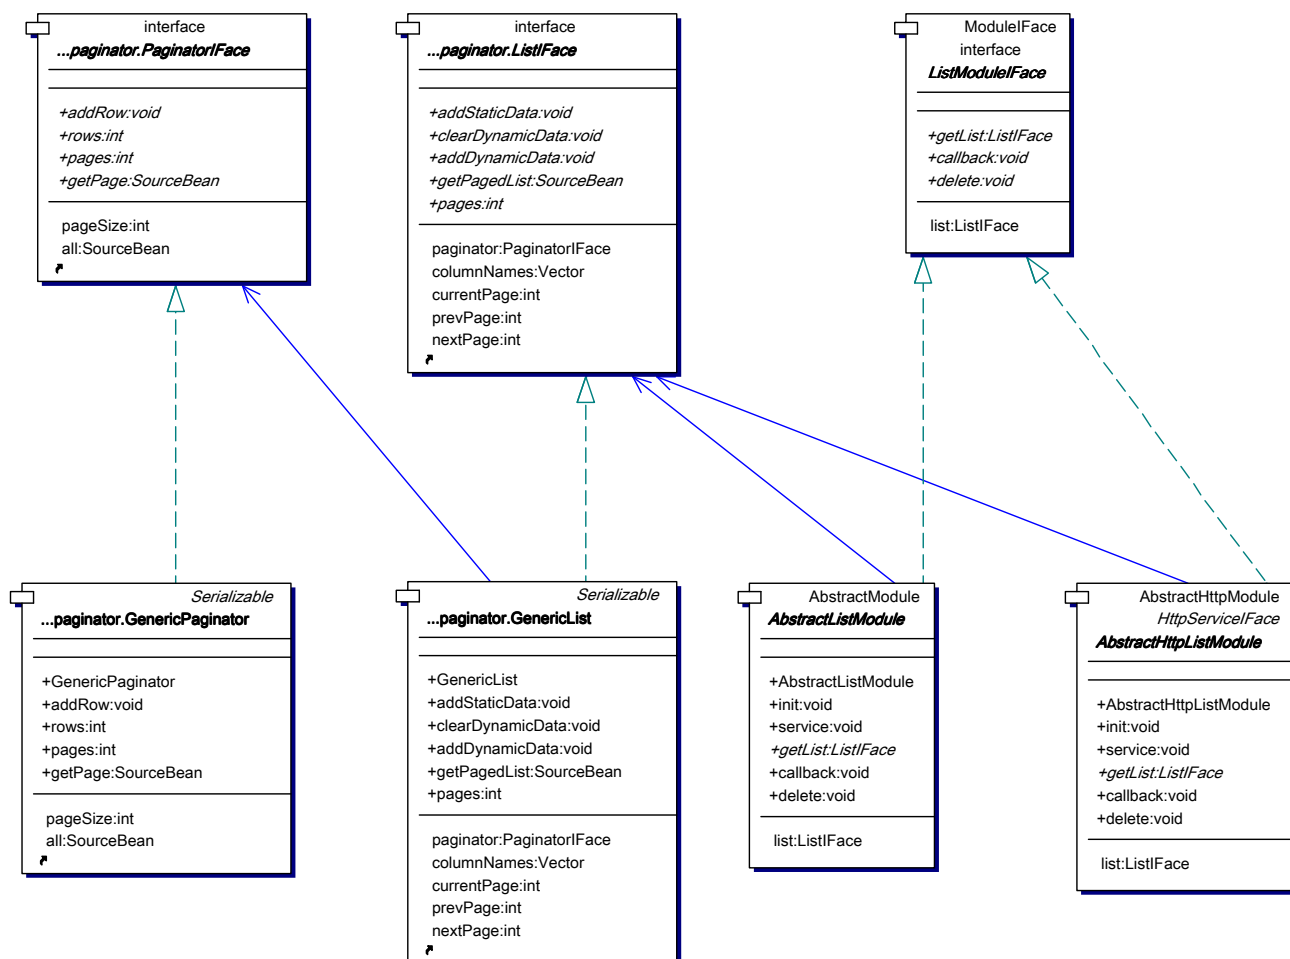 interface
...paginator.PaginatorIFace
+addRow:void
+rows:int
+pages:int
+getPage:SourceBean
pageSize:int
all:SourceBean
interface
...paginator.ListIFace
+addStaticData:void
+clearDynamicData:void
+addDynamicData:void
+getPagedList:SourceBean
+pages:int
paginator:PaginatorIFace
columnNames:Vector
currentPage:int
prevPage:int
nextPage:int
ModuleIFace
interface
ListModuleIFace
+getList:ListIFace
+callback:void
+delete:void
list:ListIFace
Serializable
...paginator.GenericPaginator
+GenericPaginator
+addRow:void
+rows:int
+pages:int
+getPage:SourceBean
pageSize:int
all:SourceBean
Serializable
...paginator.GenericList
+GenericList
+addStaticData:void
+clearDynamicData:void
+addDynamicData:void
+getPagedList:SourceBean
+pages:int
paginator:PaginatorIFace
columnNames:Vector
currentPage:int
prevPage:int
nextPage:int
AbstractModule
AbstractListModule
+AbstractListModule
+init:void
+service:void
+getList:ListIFace
+callback:void
+delete:void
list:ListIFace
AbstractHttpModule
HttpServiceIFace
AbstractHttpListModule
+AbstractHttpListModule
+init:void
+service:void
+getList:ListIFace
+callback:void
+delete:void
list:ListIFace